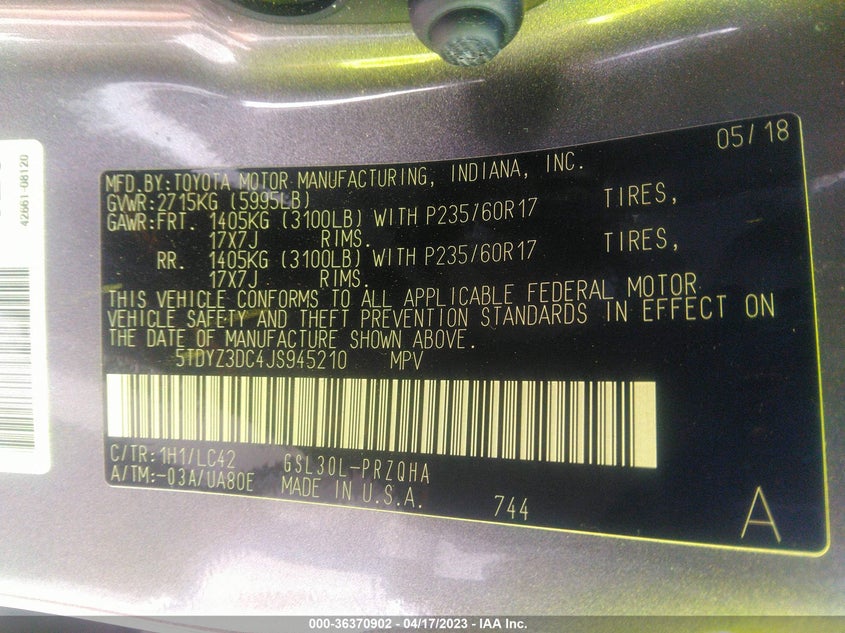 05/18
MFD.BY:TOYOTA MOTOR MANUFACTURING, INDIANA, INC.
GVWR:2715KG (5995LB)
GAWR:FRT. 1405KG (3100LB) WITH P235/60R17 TIRES,
17X7J RIMS.
RR. 1405KG (3100LB) WITH P235/60R17 TIRES,
17X7J RIMS.
THIS VEHICLE CONFORMS TO ALL APPLICABLE FEDERAL MOTOR
VEHICLE SAFETY AND THEFT PREVENTION STANDARDS IN EFFECT ON
THE DATE OF MANUFACTURE SHOWN ABOVE.
5TDYZ3DC4JS945210 MPV
C/TR:1H1/LC42 GSL30L-PRZQHA
A/TM:-03A/UA80E MADE IN U.S.A. 744
A
42661-08120
000-36370902 - 04/17/2023 - IAA Inc.